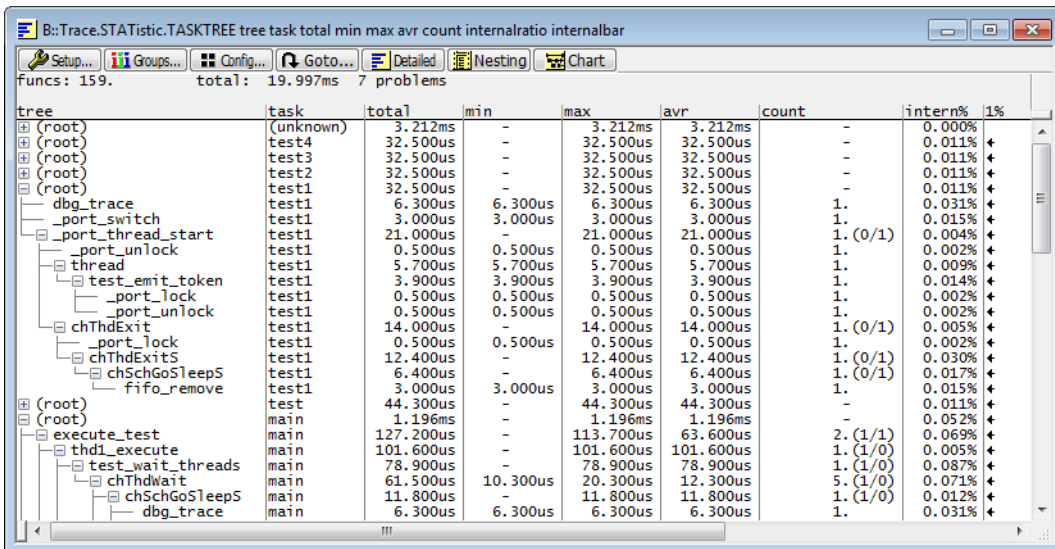 B::Trace.STATistic.TASKTREE tree task total min max avr count internalratio internalbar
Setup... Groups... Config... Goto... Detailed Nesting Chart
funcs: 159. total: 19.997ms 7 problems
tree task total min max avr count intern% 1%
(root) (unknown) 3.212ms - 3.212ms 3.212ms - 0.000%
(root) test4 32.500us - 32.500us 32.500us - 0.011%
(root) test3 32.500us - 32.500us 32.500us - 0.011%
(root) test2 32.500us - 32.500us 32.500us - 0.011%
(root) test1 32.500us - 32.500us 32.500us - 0.011%
dbg_trace test1 6.300us 6.300us 6.300us 6.300us 1. 0.031%
_port_switch test1 3.000us 3.000us 3.000us 3.000us 1. 0.015%
_port_thread_start test1 21.000us - 21.000us 21.000us 1.(0/1) 0.004%
_port_unlock test1 0.500us 0.500us 0.500us 0.500us 1. 0.002%
thread test1 5.700us 5.700us 5.700us 5.700us 1. 0.009%
test_emit_token test1 3.900us 3.900us 3.900us 3.900us 1. 0.014%
_port_lock test1 0.500us 0.500us 0.500us 0.500us 1. 0.002%
_port_unlock test1 0.500us 0.500us 0.500us 0.500us 1. 0.002%
chThdExit test1 14.000us - 14.000us 14.000us 1.(0/1) 0.005%
_port_lock test1 0.500us 0.500us 0.500us 0.500us 1. 0.002%
chThdExitS test1 12.400us - 12.400us 12.400us 1.(0/1) 0.030%
chSchGoSleepS test1 6.400us - 6.400us 6.400us 1.(0/1) 0.017%
fifo_remove test1 3.000us 3.000us 3.000us 3.000us 1. 0.015%
(root) test 44.300us - 44.300us 44.300us - 0.011%
(root) main 1.196ms - 1.196ms 1.196ms - 0.052%
execute_test main 127.200us - 113.700us 63.600us 2.(1/1) 0.069%
thd1_execute main 101.600us - 101.600us 101.600us 1.(1/0) 0.005%
test_wait_threads main 78.900us - 78.900us 78.900us 1.(1/0) 0.087%
chThdWait main 61.500us 10.300us 20.300us 12.300us 5.(1/0) 0.071%
chSchGoSleepS main 11.800us - 11.800us 11.800us 1.(1/0) 0.012%
dbg_trace main 6.300us 6.300us 6.300us 6.300us 1. 0.031%